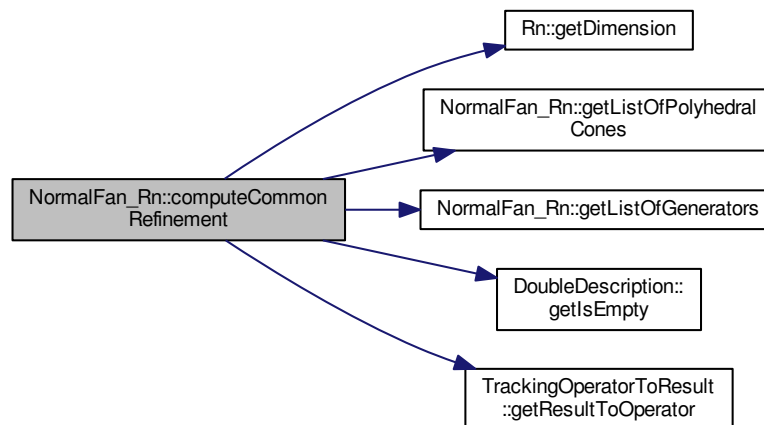 Rn::getDimension
NormalFan_Rn::getListOfPolyhedral
Cones
NormalFan_Rn::computeCommon
Refinement
NormalFan_Rn::getListOfGenerators
DoubleDescription::
getIsEmpty
TrackingOperatorToResult
::getResultToOperator